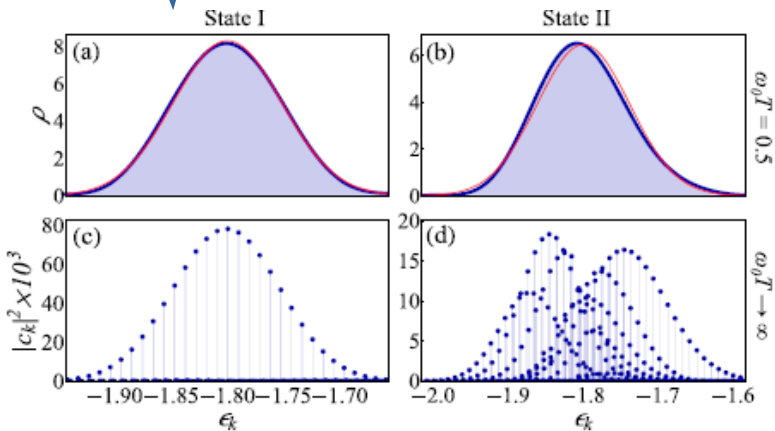 State I State II
(a) (b)
8
6
4
2
0
ρ
6
4
2
0
ω₀T = 0.5
(c) (d)
80
60
40
20
0
|cₖ|²×10³
20
15
10
5
0
ω₀T → ∞
−1.90 −1.85 −1.80 −1.75 −1.70
−2.0 −1.9 −1.8 −1.7 −1.6
ϵₖ ϵₖ